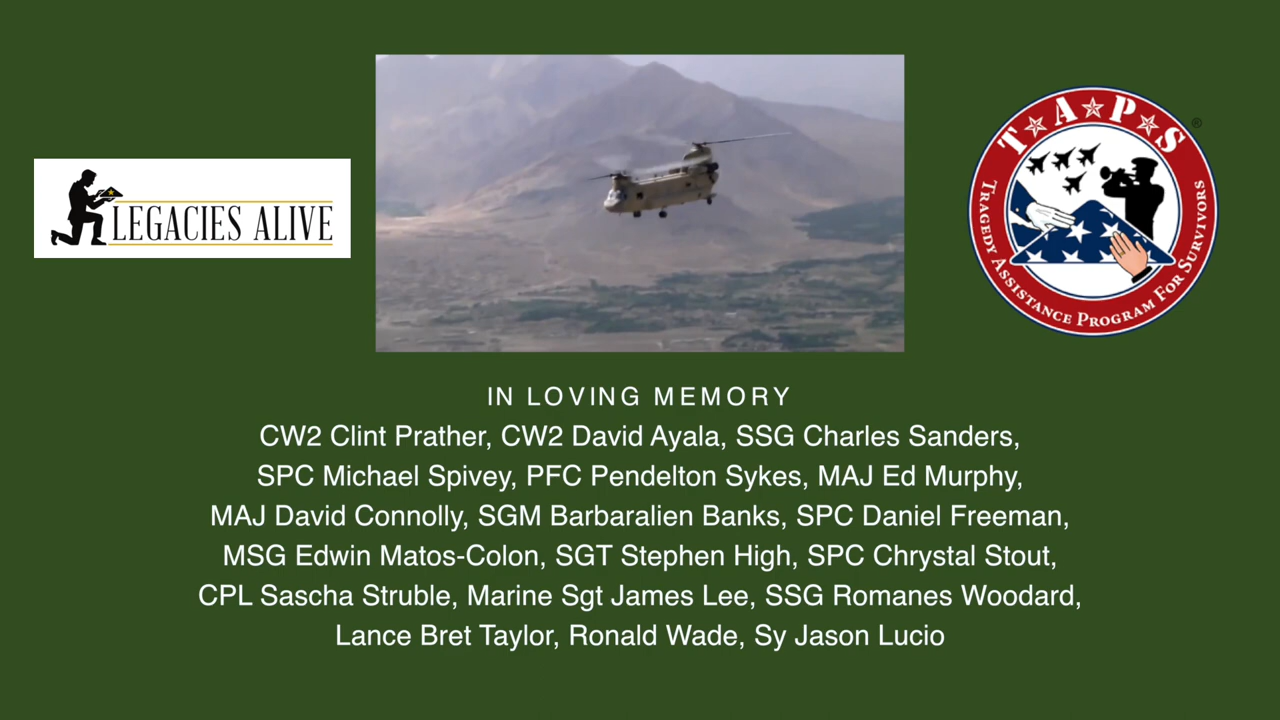 LEGACIES ALIVE
T☆A☆P☆S ®
TRAGEDY ASSISTANCE PROGRAM FOR SURVIVORS
IN LOVING MEMORY
CW2 Clint Prather, CW2 David Ayala, SSG Charles Sanders,
SPC Michael Spivey, PFC Pendelton Sykes, MAJ Ed Murphy,
MAJ David Connolly, SGM Barbaralien Banks, SPC Daniel Freeman,
MSG Edwin Matos-Colon, SGT Stephen High, SPC Chrystal Stout,
CPL Sascha Struble, Marine Sgt James Lee, SSG Romanes Woodard,
Lance Bret Taylor, Ronald Wade, Sy Jason Lucio